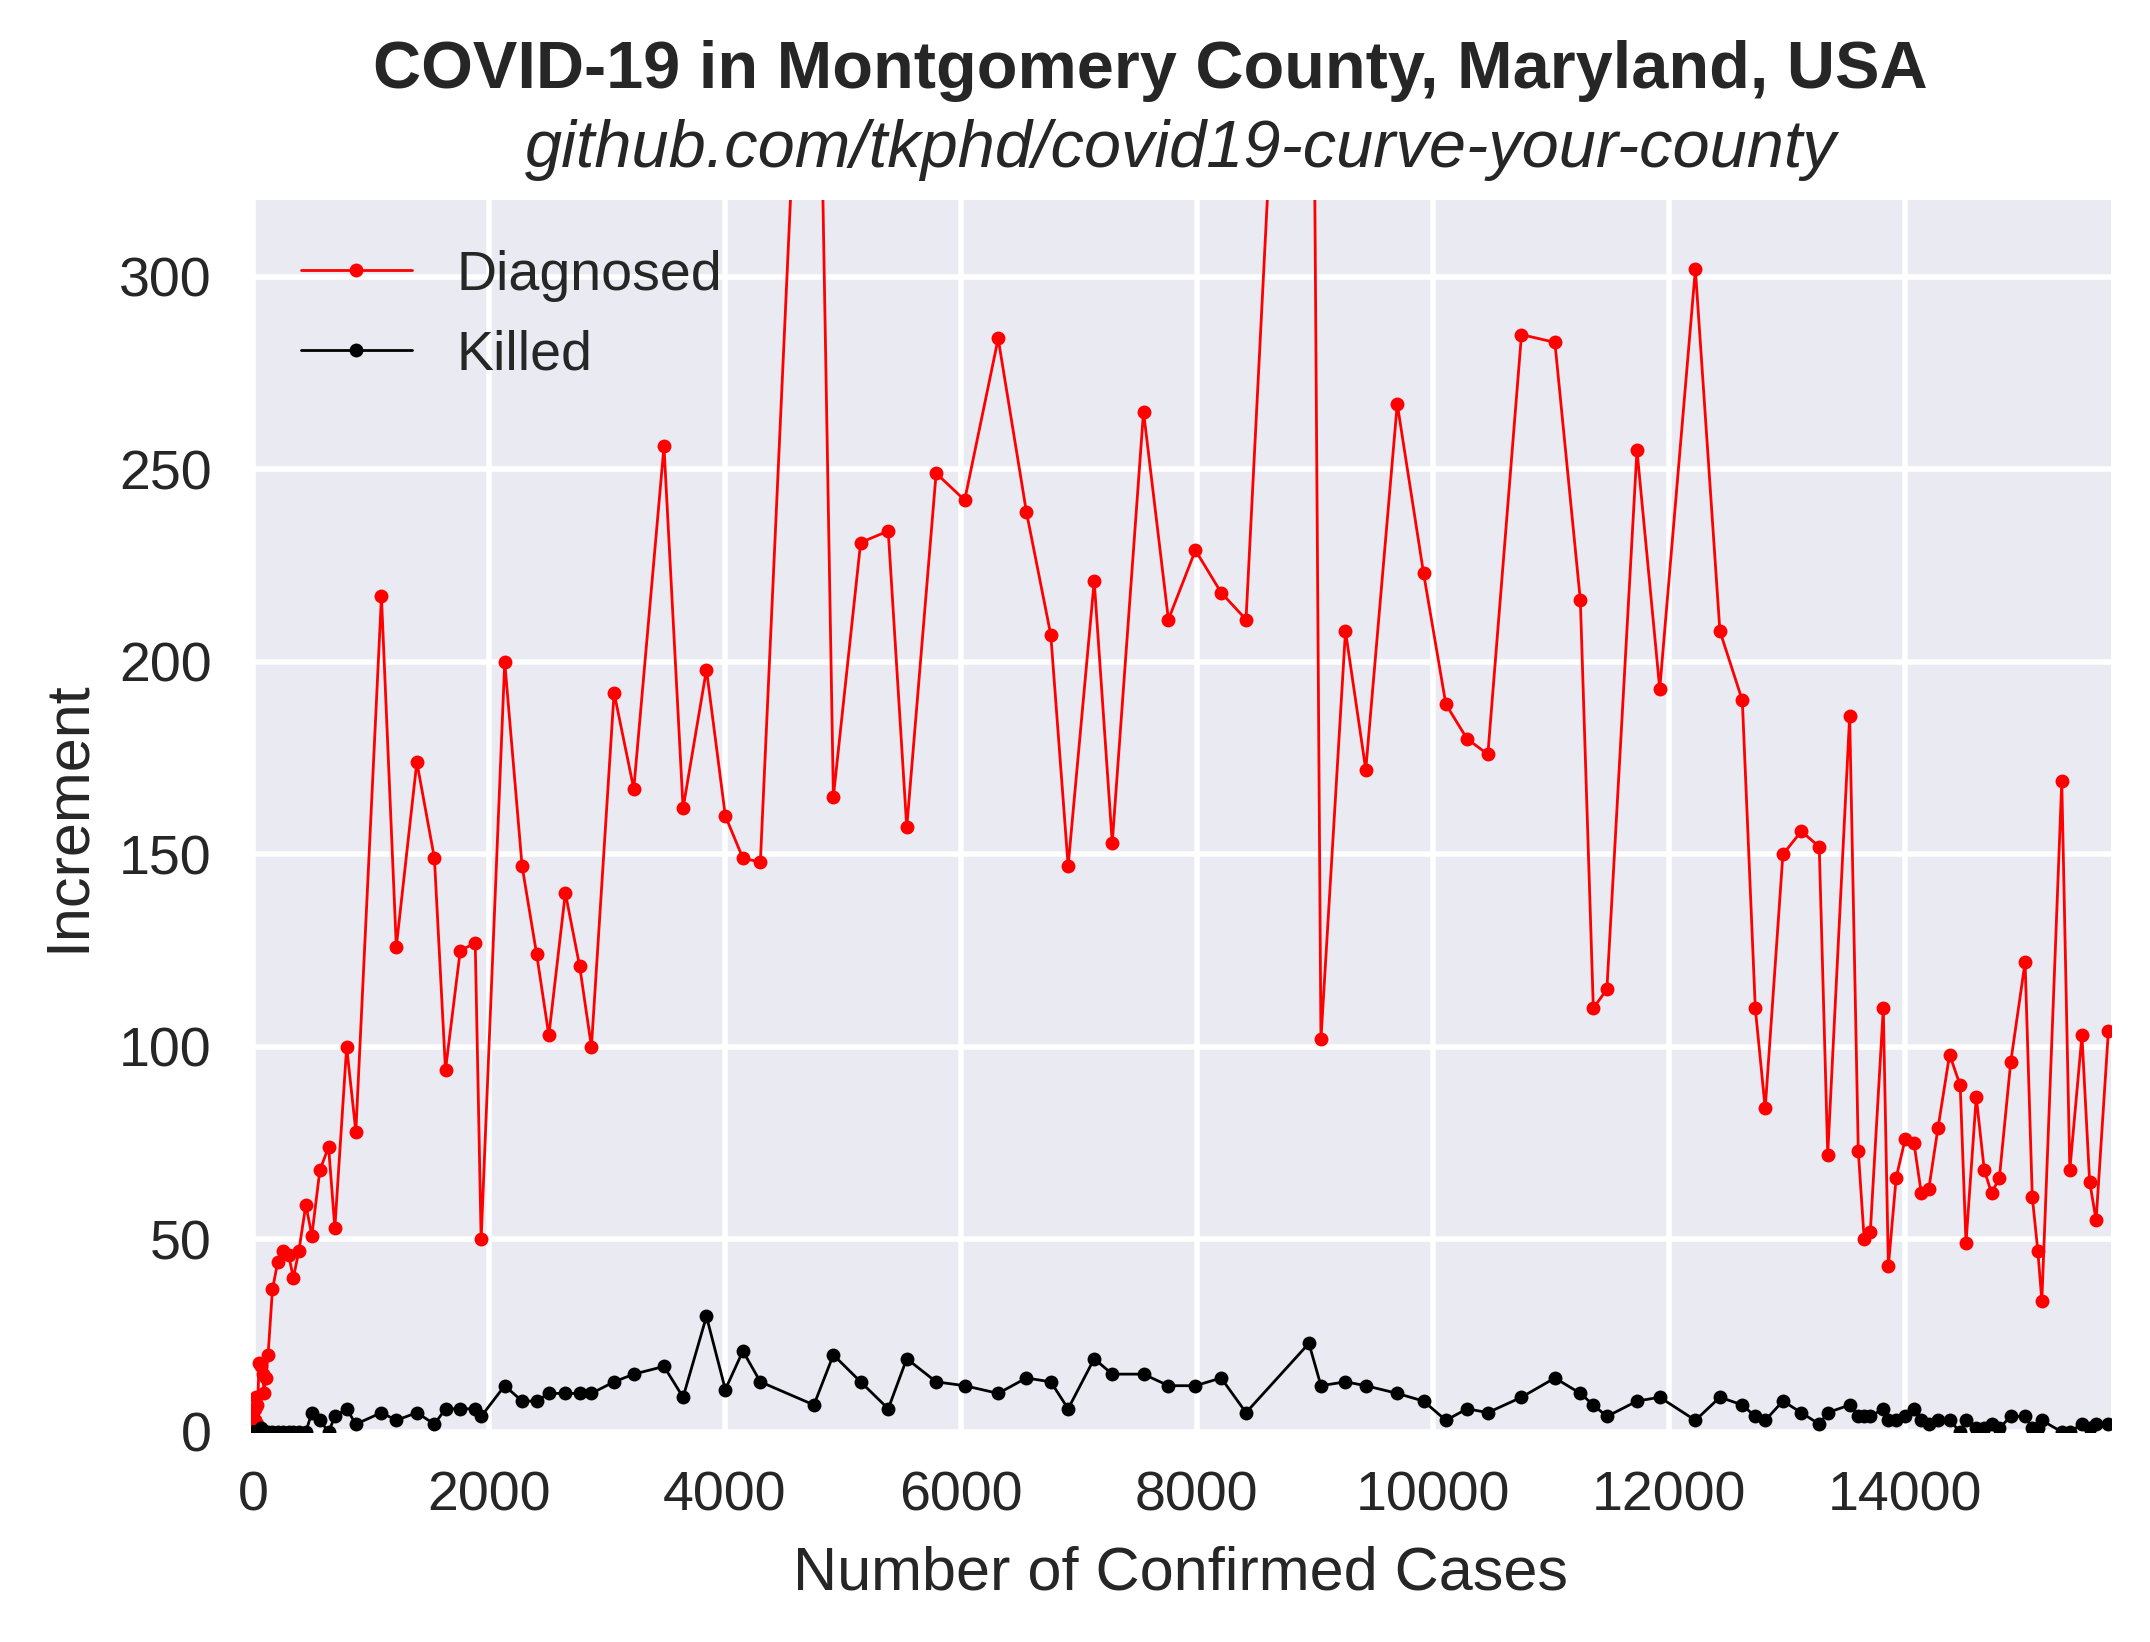 COVID-19 in Montgomery County, Maryland, USA
github.com/tkphd/covid19-curve-your-county
Diagnosed
Killed
300
250
200
150
100
50
0
Increment
0 2000 4000 6000 8000 10000 12000 14000
Number of Confirmed Cases